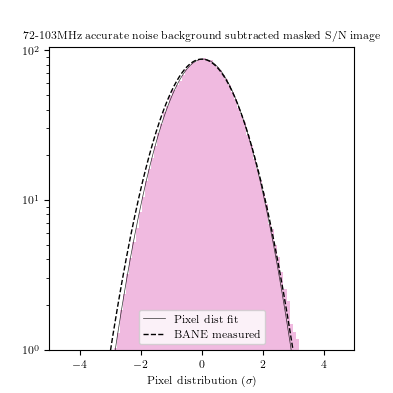 72-103MHz accurate noise background subtracted masked S/N image
10²
10¹
10⁰
Pixel dist fit
BANE measured
−4 −2 0 2 4
Pixel distribution (σ)